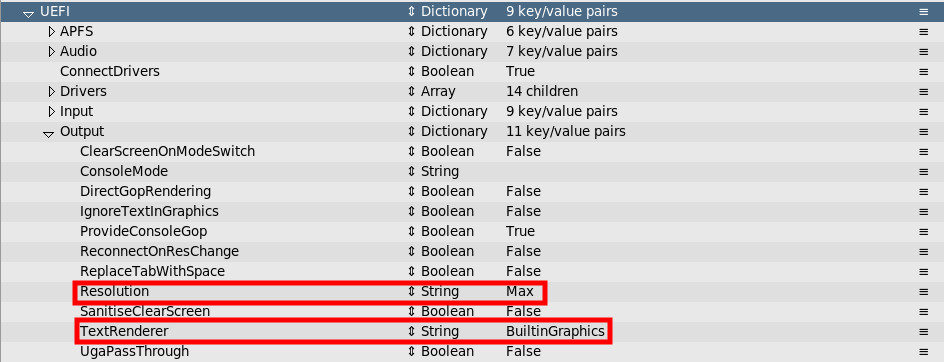 UEFI Dictionary 9 key/value pairs
APFS Dictionary 6 key/value pairs
Audio Dictionary 7 key/value pairs
ConnectDrivers Boolean True
Drivers Array 14 children
Input Dictionary 9 key/value pairs
Output Dictionary 11 key/value pairs
ClearScreenOnModeSwitch Boolean False
ConsoleMode String
DirectGopRendering Boolean False
IgnoreTextInGraphics Boolean False
ProvideConsoleGop Boolean True
ReconnectOnResChange Boolean False
ReplaceTabWithSpace Boolean False
Resolution String Max
SanitiseClearScreen Boolean False
TextRenderer String BuiltinGraphics
UgaPassThrough Boolean False